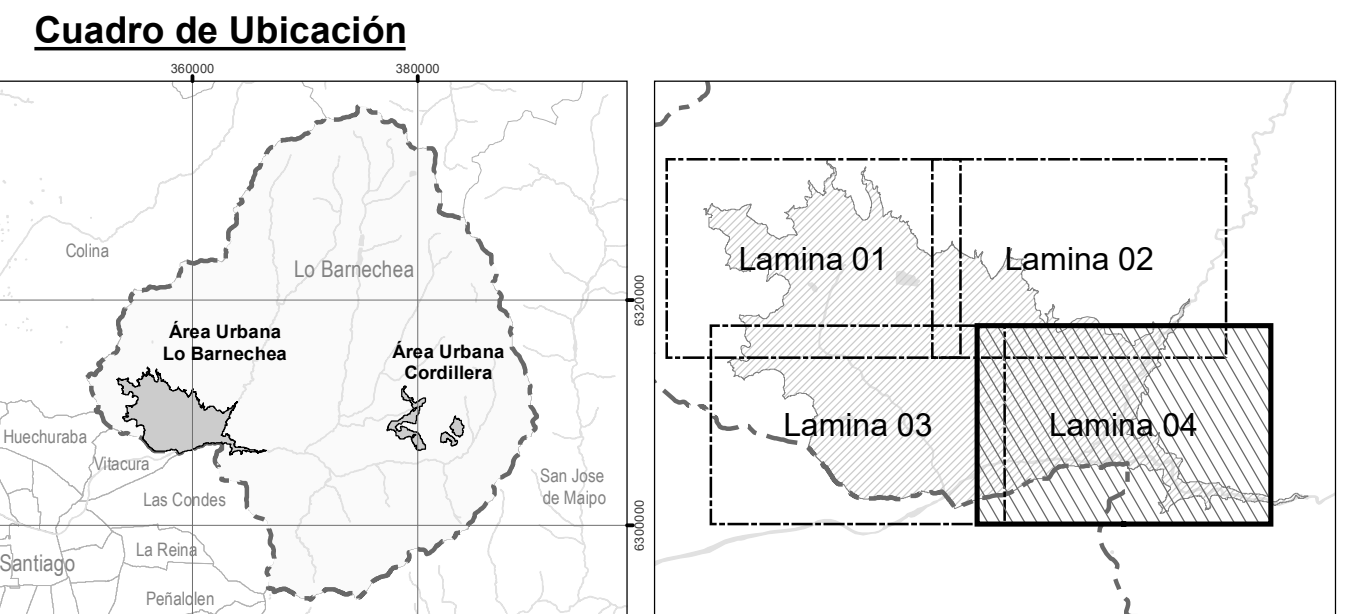 Cuadro de Ubicación
360000
380000
Colina
Lo Barnechea
6320000
Área Urbana
Lo Barnechea
Área Urbana
Cordillera
Huechuraba
Vitacura
Las Condes
San Jose
de Maipo
6300000
La Reina
Santiago
Peñalolen
Lamina 01
Lamina 02
Lamina 03
Lamina 04